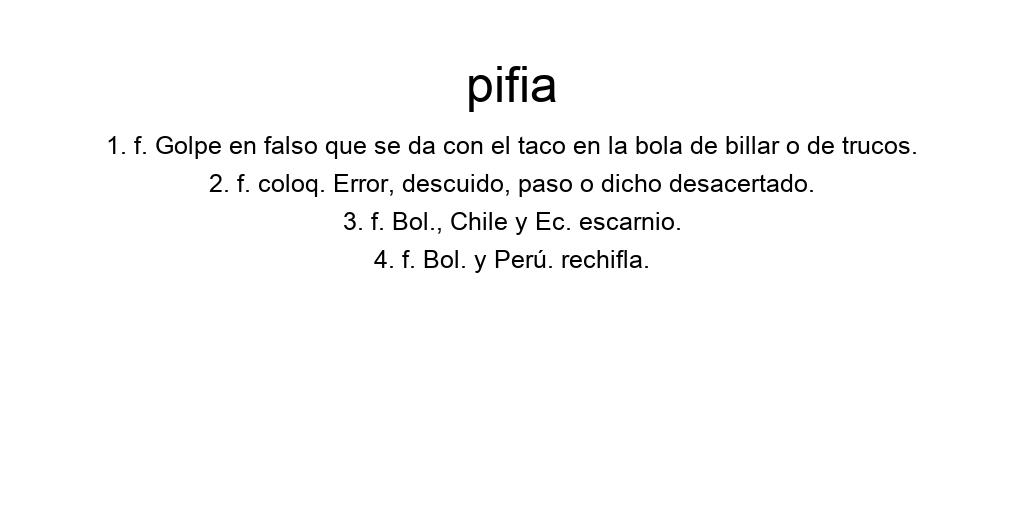 pifia
1. f. Golpe en falso que se da con el taco en la bola de billar o de trucos.
2. f. coloq. Error, descuido, paso o dicho desacertado.
3. f. Bol., Chile y Ec. escarnio.
4. f. Bol. y Perú. rechifla.